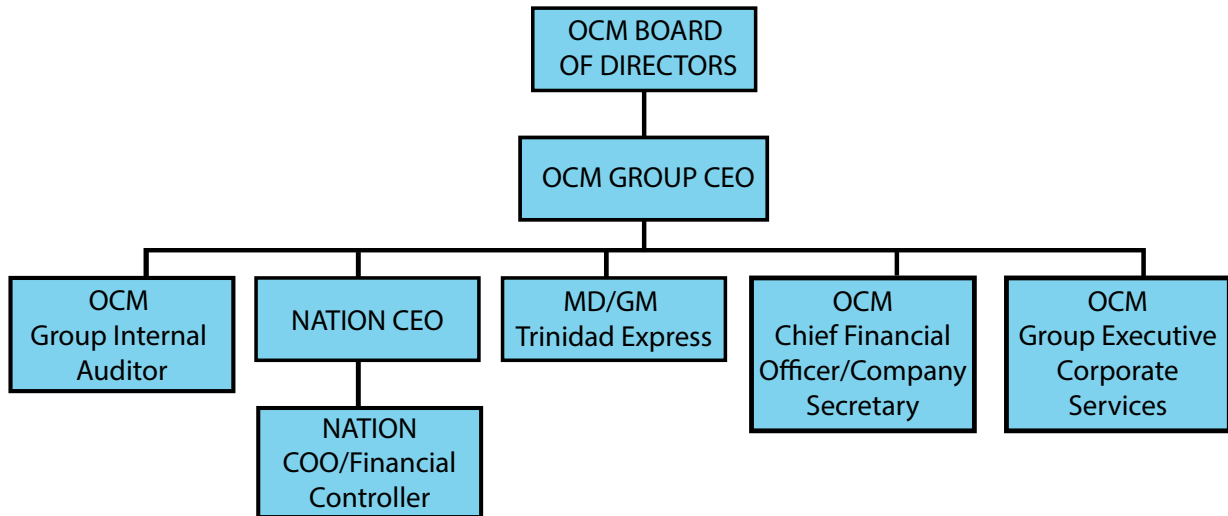 OCM BOARD
OF DIRECTORS
OCM GROUP CEO
OCM
Group Internal
Auditor
NATION CEO
MD/GM
Trinidad Express
OCM
Chief Financial
Officer/Company
Secretary
OCM
Group Executive
Corporate
Services
NATION
COO/Financial
Controller